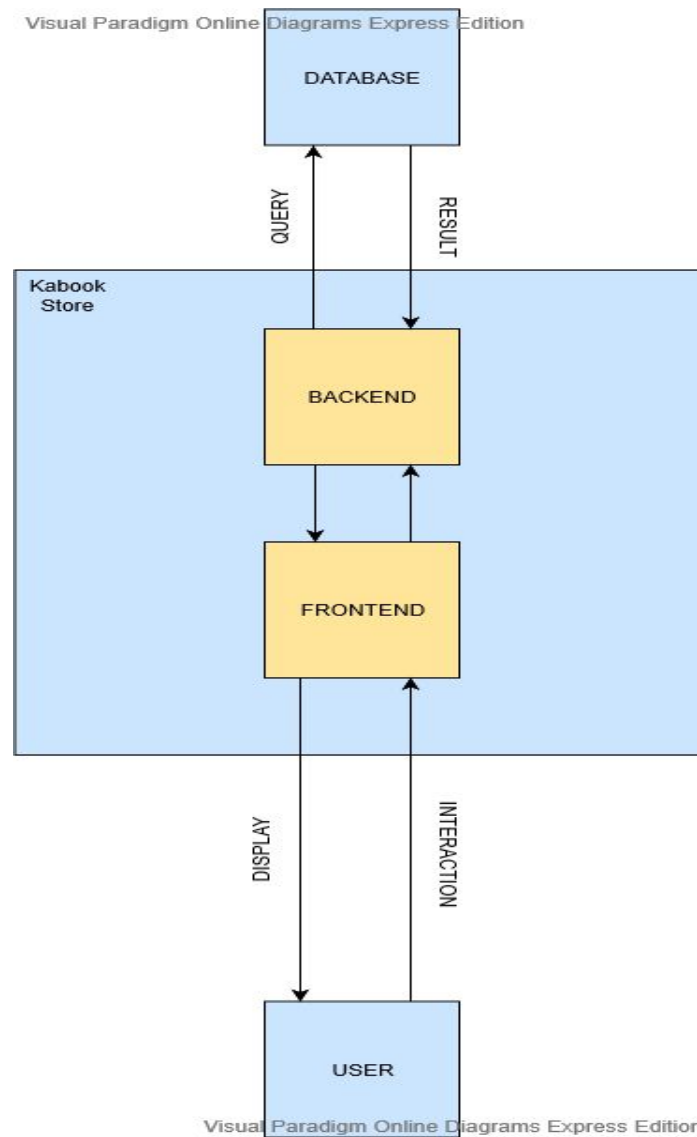 Visual Paradigm Online Diagrams Express Edition
DATABASE
QUERY
RESULT
Kabook
Store
BACKEND
FRONTEND
DISPLAY
INTERACTION
USER
Visual Paradigm Online Diagrams Express Edition